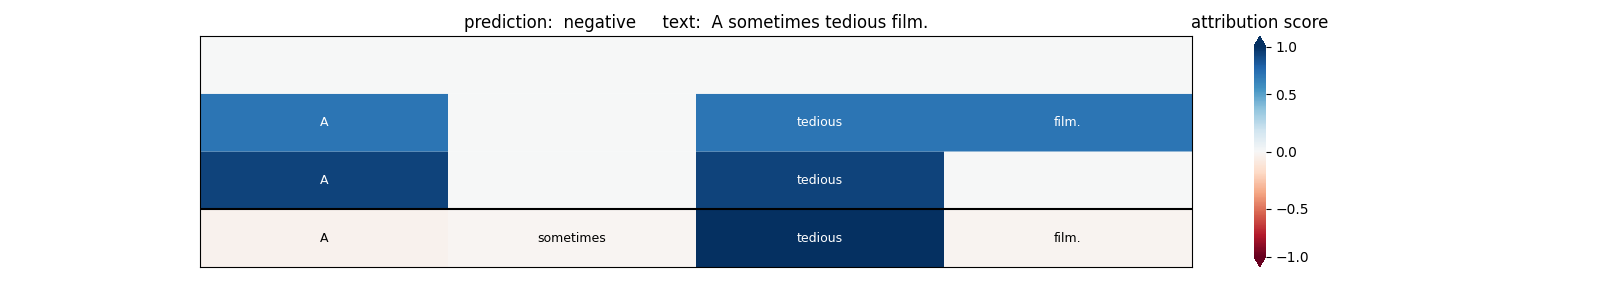 prediction:  negative     text:  A sometimes tedious film.
attribution score
1.0
A tedious film.
0.5
0.0
A tedious
−0.5
A sometimes tedious film.
−1.0